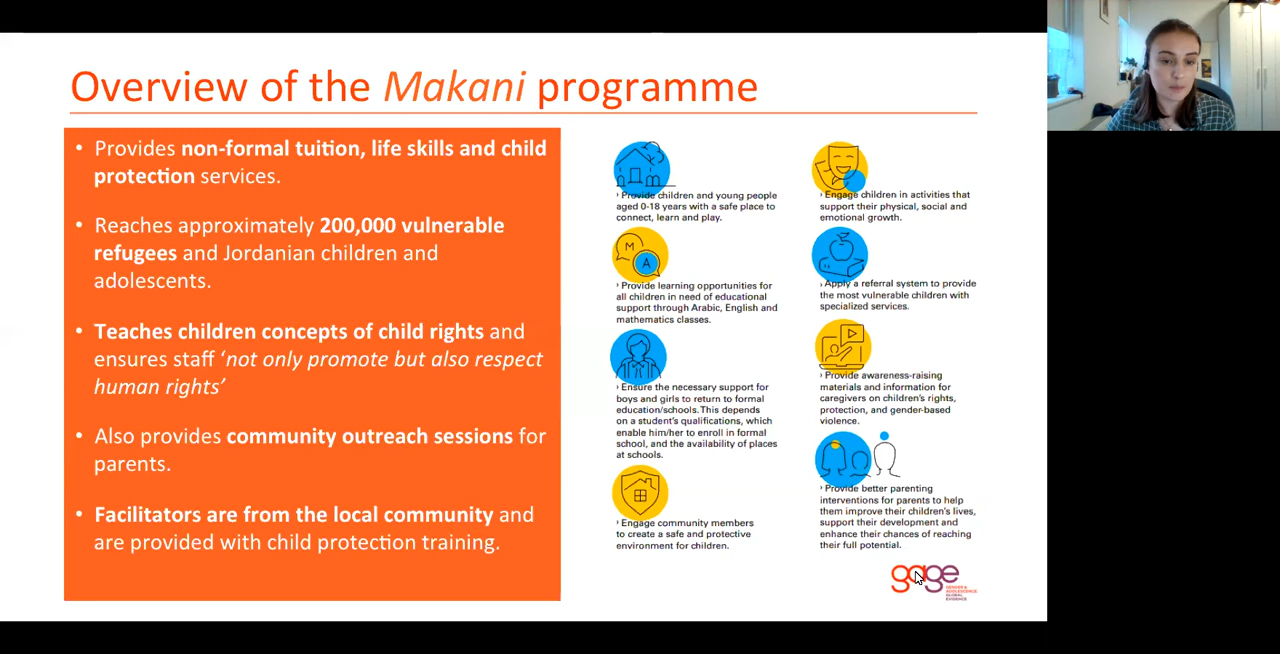 Overview of the Makani programme
• Provides non-formal tuition, life skills and child
protection services.
• Reaches approximately 200,000 vulnerable
refugees and Jordanian children and
adolescents.
• Teaches children concepts of child rights and
ensures staff ‘not only promote but also respect
human rights’
• Also provides community outreach sessions for
parents.
• Facilitators are from the local community and
are provided with child protection training.
› Provide children and young people
aged 0-18 years with a safe place to
connect, learn and play.
M
A
› Provide learning opportunities for
all children in need of educational
support through Arabic, English and
mathematics classes.
› Ensure the necessary support for
boys and girls to return to formal
education/schools. This depends
on a student's qualifications, which
enable him/her to enroll in formal
school, and the availability of places
at schools.
› Engage community members
to create a safe and protective
environment for children.
› Engage children in activities that
support their physical, social and
emotional growth.
› Apply a referral system to provide
the most vulnerable children with
specialized services.
› Provide awareness-raising
materials and information for
caregivers on children's rights,
protection, and gender-based
violence.
› Provide better parenting
interventions for parents to help
them improve their children's lives,
support their development and
enhance their chances of reaching
their full potential.
gage
GENDER &
ADOLESCENCE
GLOBAL
EVIDENCE